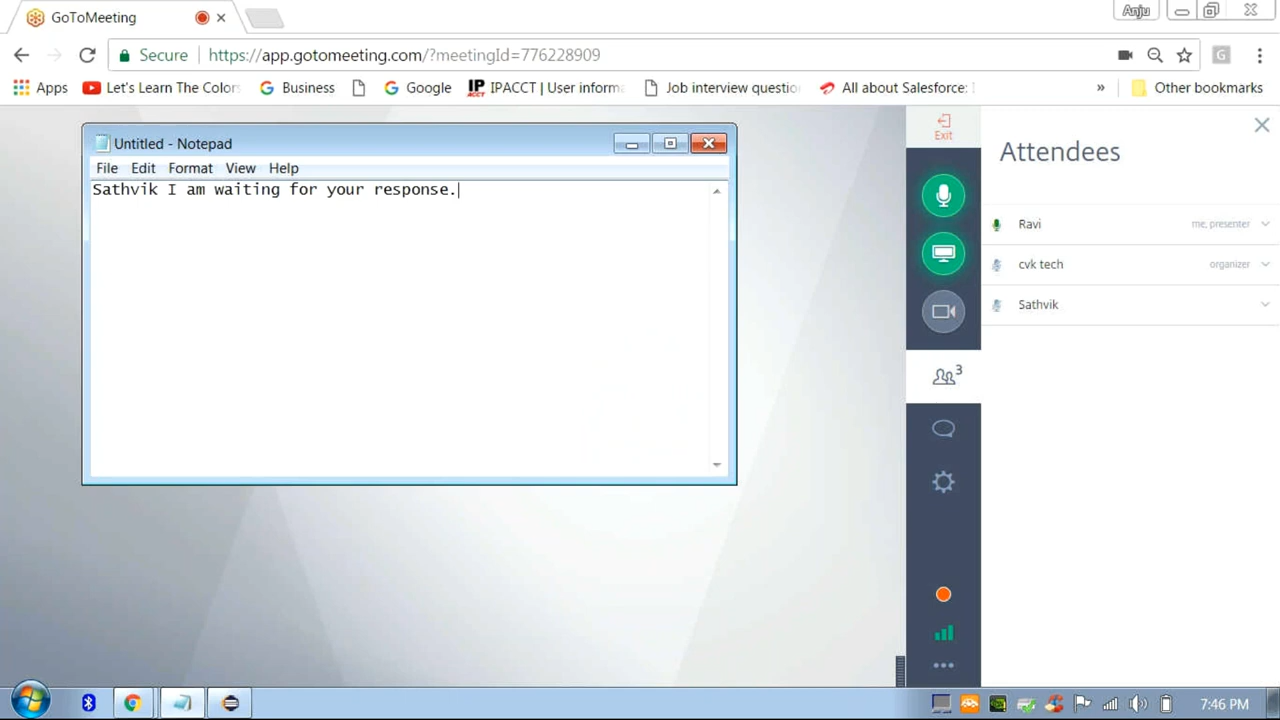 GoToMeeting
Anju
Secure
https://app.gotomeeting.com/?meetingId=776228909
G
Apps
Let's Learn The Color
Business
Google
IP ACCT
IPACCT | User inform
Job interview questio
All about Salesforce:
»
Other bookmarks
Untitled - Notepad
File Edit Format View Help
Sathvik I am waiting for your response.
Exit
3
Attendees
Ravi me, presenter
cvk tech organizer
Sathvik
7:46 PM